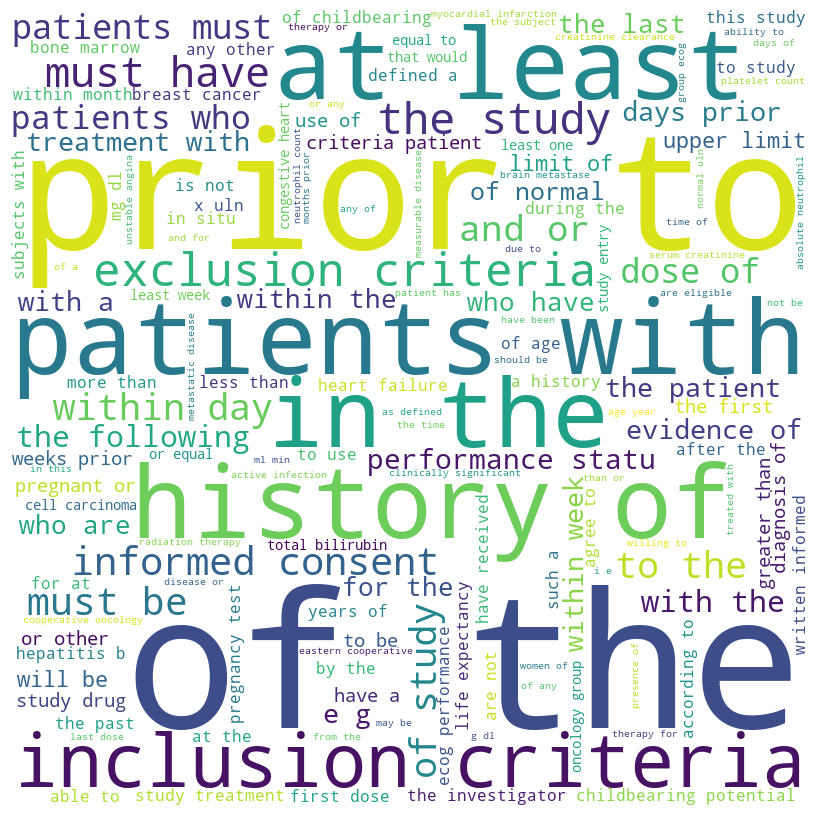 patients must
of childbearing
myocardial infarction
the subject
the last
this study
therapy or
bone marrow
any other
equal to
creatinine clearance
ability to
that would
days of
must have
at least
group ecog
to study
defined a
platelet count
within month
breast cancer
or any
patients who
use of
the study
days prior
treatment with
criteria patient
least one
upper limit
limit of
prior to
subjects with
mg dl
unstable angina
is not
x uln
in situ
and for
congestive heart
neutrophil count
months prior
any of
measurable disease
brain metastase
of normal
during the
normal uln
time of
absolute neutrophil
and or
due to
serum creatinine
of a
exclusion criteria
study entry
dose of
with a
least week
within the
patient has
who have
are eligible
not be
have been
patients with
metastatic disease
of age
should be
more than
less than
heart failure
a history
the patient
within day
in the
as defined
the time
age year
the first
the following
evidence of
weeks prior
or equal
ml min
to use
performance statu
after the
in this
active infection
clinically significant
than or
pregnant or
history of
cell carcinoma
treated with
who are
have received
agree to
within week
greater than
diagnosis of
written informed
radiation therapy
total bilirubin
willing to
informed consent
disease or
i e
to the
for at
for the
such a
must be
pregnancy test
years of
life expectancy
with the
cooperative oncology
or other
to be
according to
hepatitis b
eastern cooperative
of the
by the
women of
presence of
will be
of study
ecog performance
are not
of any
oncology group
study drug
have a
e g
may be
the past
last dose
at the
from the
g dl
therapy for
inclusion criteria
able to
study treatment
first dose
the investigator
childbearing potential